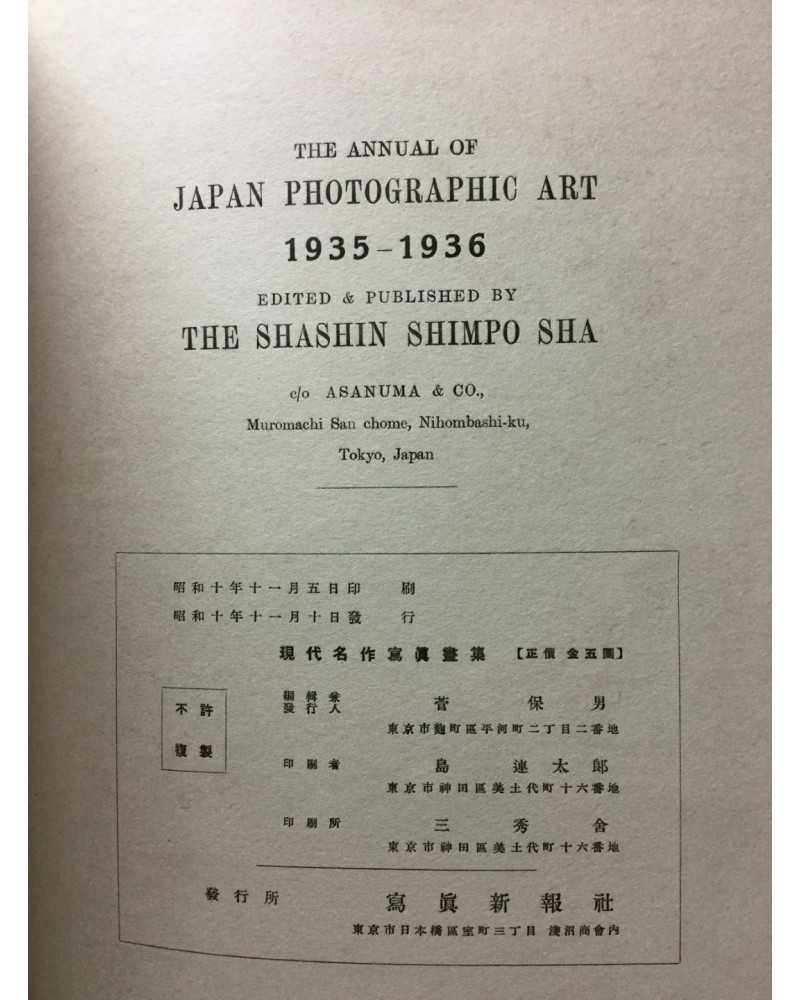 THE ANNUAL OF
JAPAN PHOTOGRAPHIC ART
1935–1936
EDITED & PUBLISHED BY
THE SHASHIN SHIMPO SHA
c/o ASANUMA & CO.,
Muromachi San chome, Nihombashi-ku,
Tokyo, Japan
昭和十年十一月五日印刷
昭和十年十一月十日發行
現代名作寫眞畫集 【正價金五圓】
不許
複製
編輯兼
發行人 菅保男
東京市麹町區平河町二丁目二番地
印刷者 島連太郎
東京市神田區美土代町十六番地
印刷所 三秀舍
東京市神田區美土代町十六番地
發行所 寫眞新報社
東京市日本橋區室町三丁目 淺沼商會內